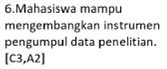 6.Mahasiswa mampu
mengembangkan instrumen
pengumpul data penelitian.
[C3,A2]